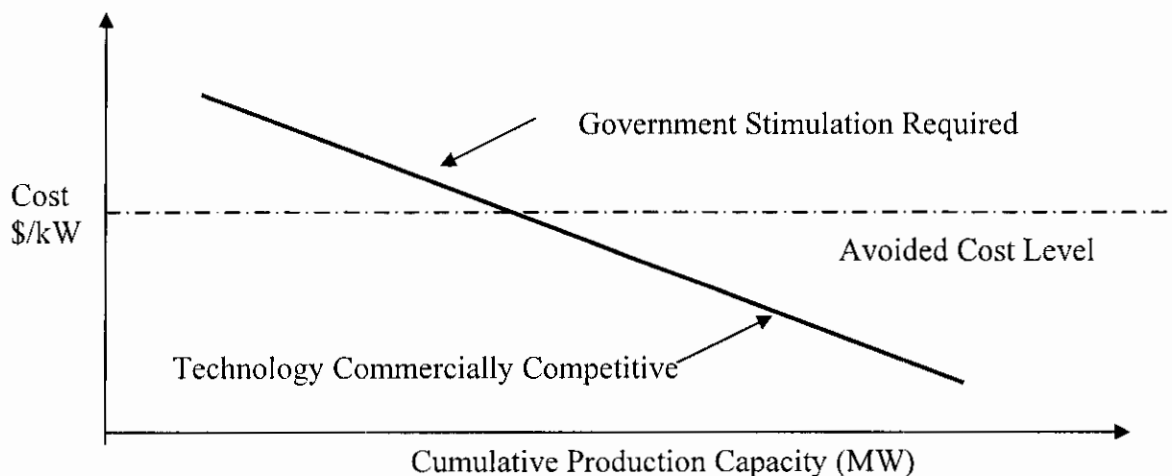 Government Stimulation Required
Cost
$/kW
Avoided Cost Level
Technology Commercially Competitive
Cumulative Production Capacity (MW)